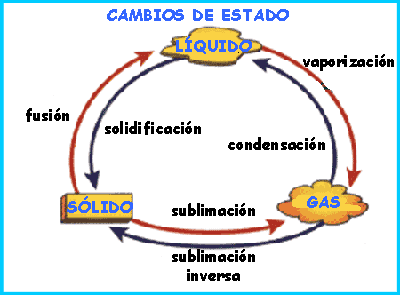 CAMBIOS DE ESTADO
LÍQUIDO
vaporización
fusión
solidificación
condensación
SÓLIDO
sublimación
GAS
sublimación
inversa